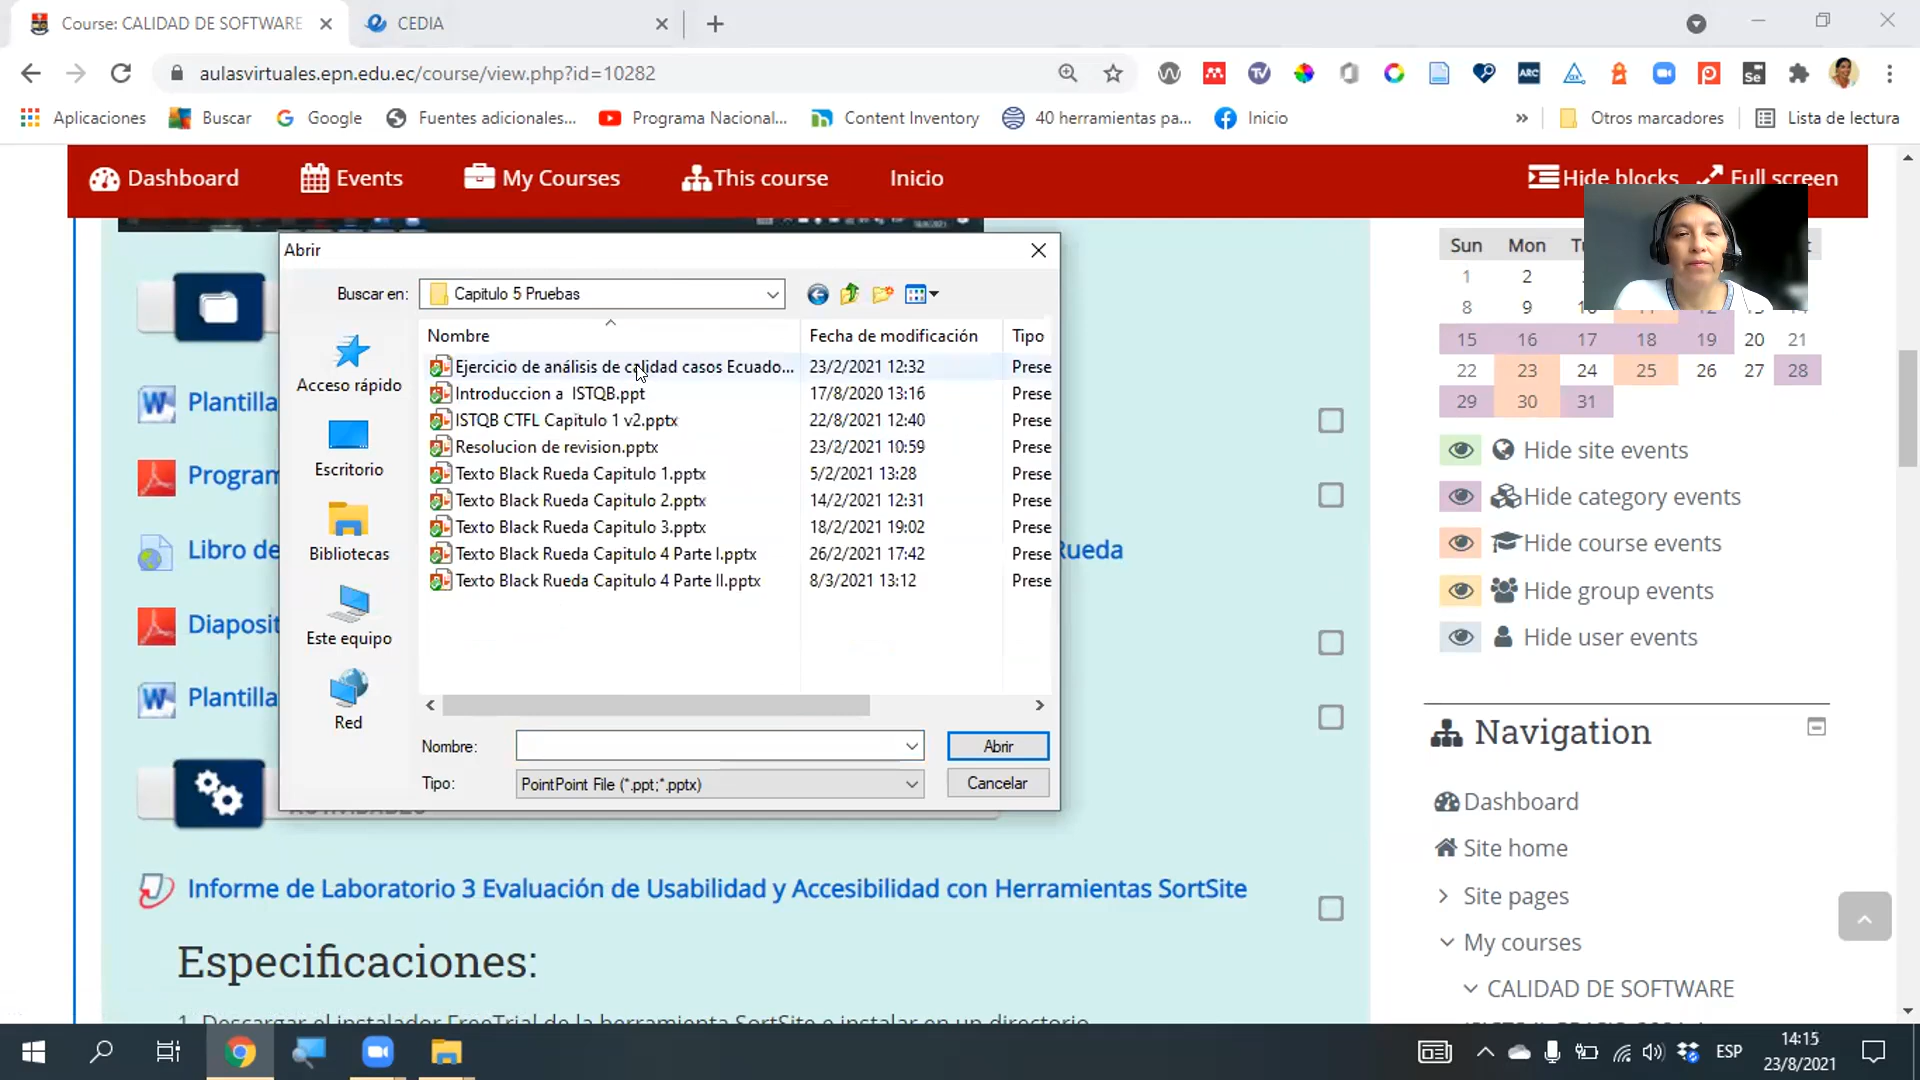 Course: CALIDAD DE SOFTWARE
CEDIA
aulasvirtuales.epn.edu.ec/course/view.php?id=10282
Aplicaciones
Buscar
Google
Fuentes adicionales...
Programa Nacional...
Content Inventory
40 herramientas pa...
Inicio
»
Otros marcadores
Lista de lectura
Dashboard
Events
My Courses
This course
Inicio
Hide blocks
Full screen
Abrir
Buscar en:
Capitulo 5 Pruebas
Nombre
Fecha de modificación
Tipo
Ejercicio de análisis de calidad casos Ecuado... 23/2/2021 12:32 Prese
Introduccion a ISTQB.ppt 17/8/2020 13:16 Prese
ISTQB CTFL Capitulo 1 v2.pptx 22/8/2021 12:40 Prese
Resolucion de revision.pptx 23/2/2021 10:59 Prese
Texto Black Rueda Capitulo 1.pptx 5/2/2021 13:28 Prese
Texto Black Rueda Capitulo 2.pptx 14/2/2021 12:31 Prese
Texto Black Rueda Capitulo 3.pptx 18/2/2021 19:02 Prese
Texto Black Rueda Capitulo 4 Parte I.pptx 26/2/2021 17:42 Prese
Texto Black Rueda Capitulo 4 Parte II.pptx 8/3/2021 13:12 Prese
Acceso rápido
Escritorio
Bibliotecas
Este equipo
Red
Nombre:
Abrir
Tipo:
PointPoint File (*.ppt;*.pptx)
Cancelar
Plantilla
Program
Libro de
Rueda
Diaposit
Plantilla
Informe de Laboratorio 3 Evaluación de Usabilidad y Accesibilidad con Herramientas SortSite
Especificaciones:
1. Descargar el instalador FreeTrial de la herramienta SortSite e instalar en un directorio
Sun Mon
1 2
8 9
15 16 17 18 19 20 21
22 23 24 25 26 27 28
29 30 31
Hide site events
Hide category events
Hide course events
Hide group events
Hide user events
Navigation
Dashboard
Site home
Site pages
My courses
CALIDAD DE SOFTWARE
ESP
14:15
23/8/2021